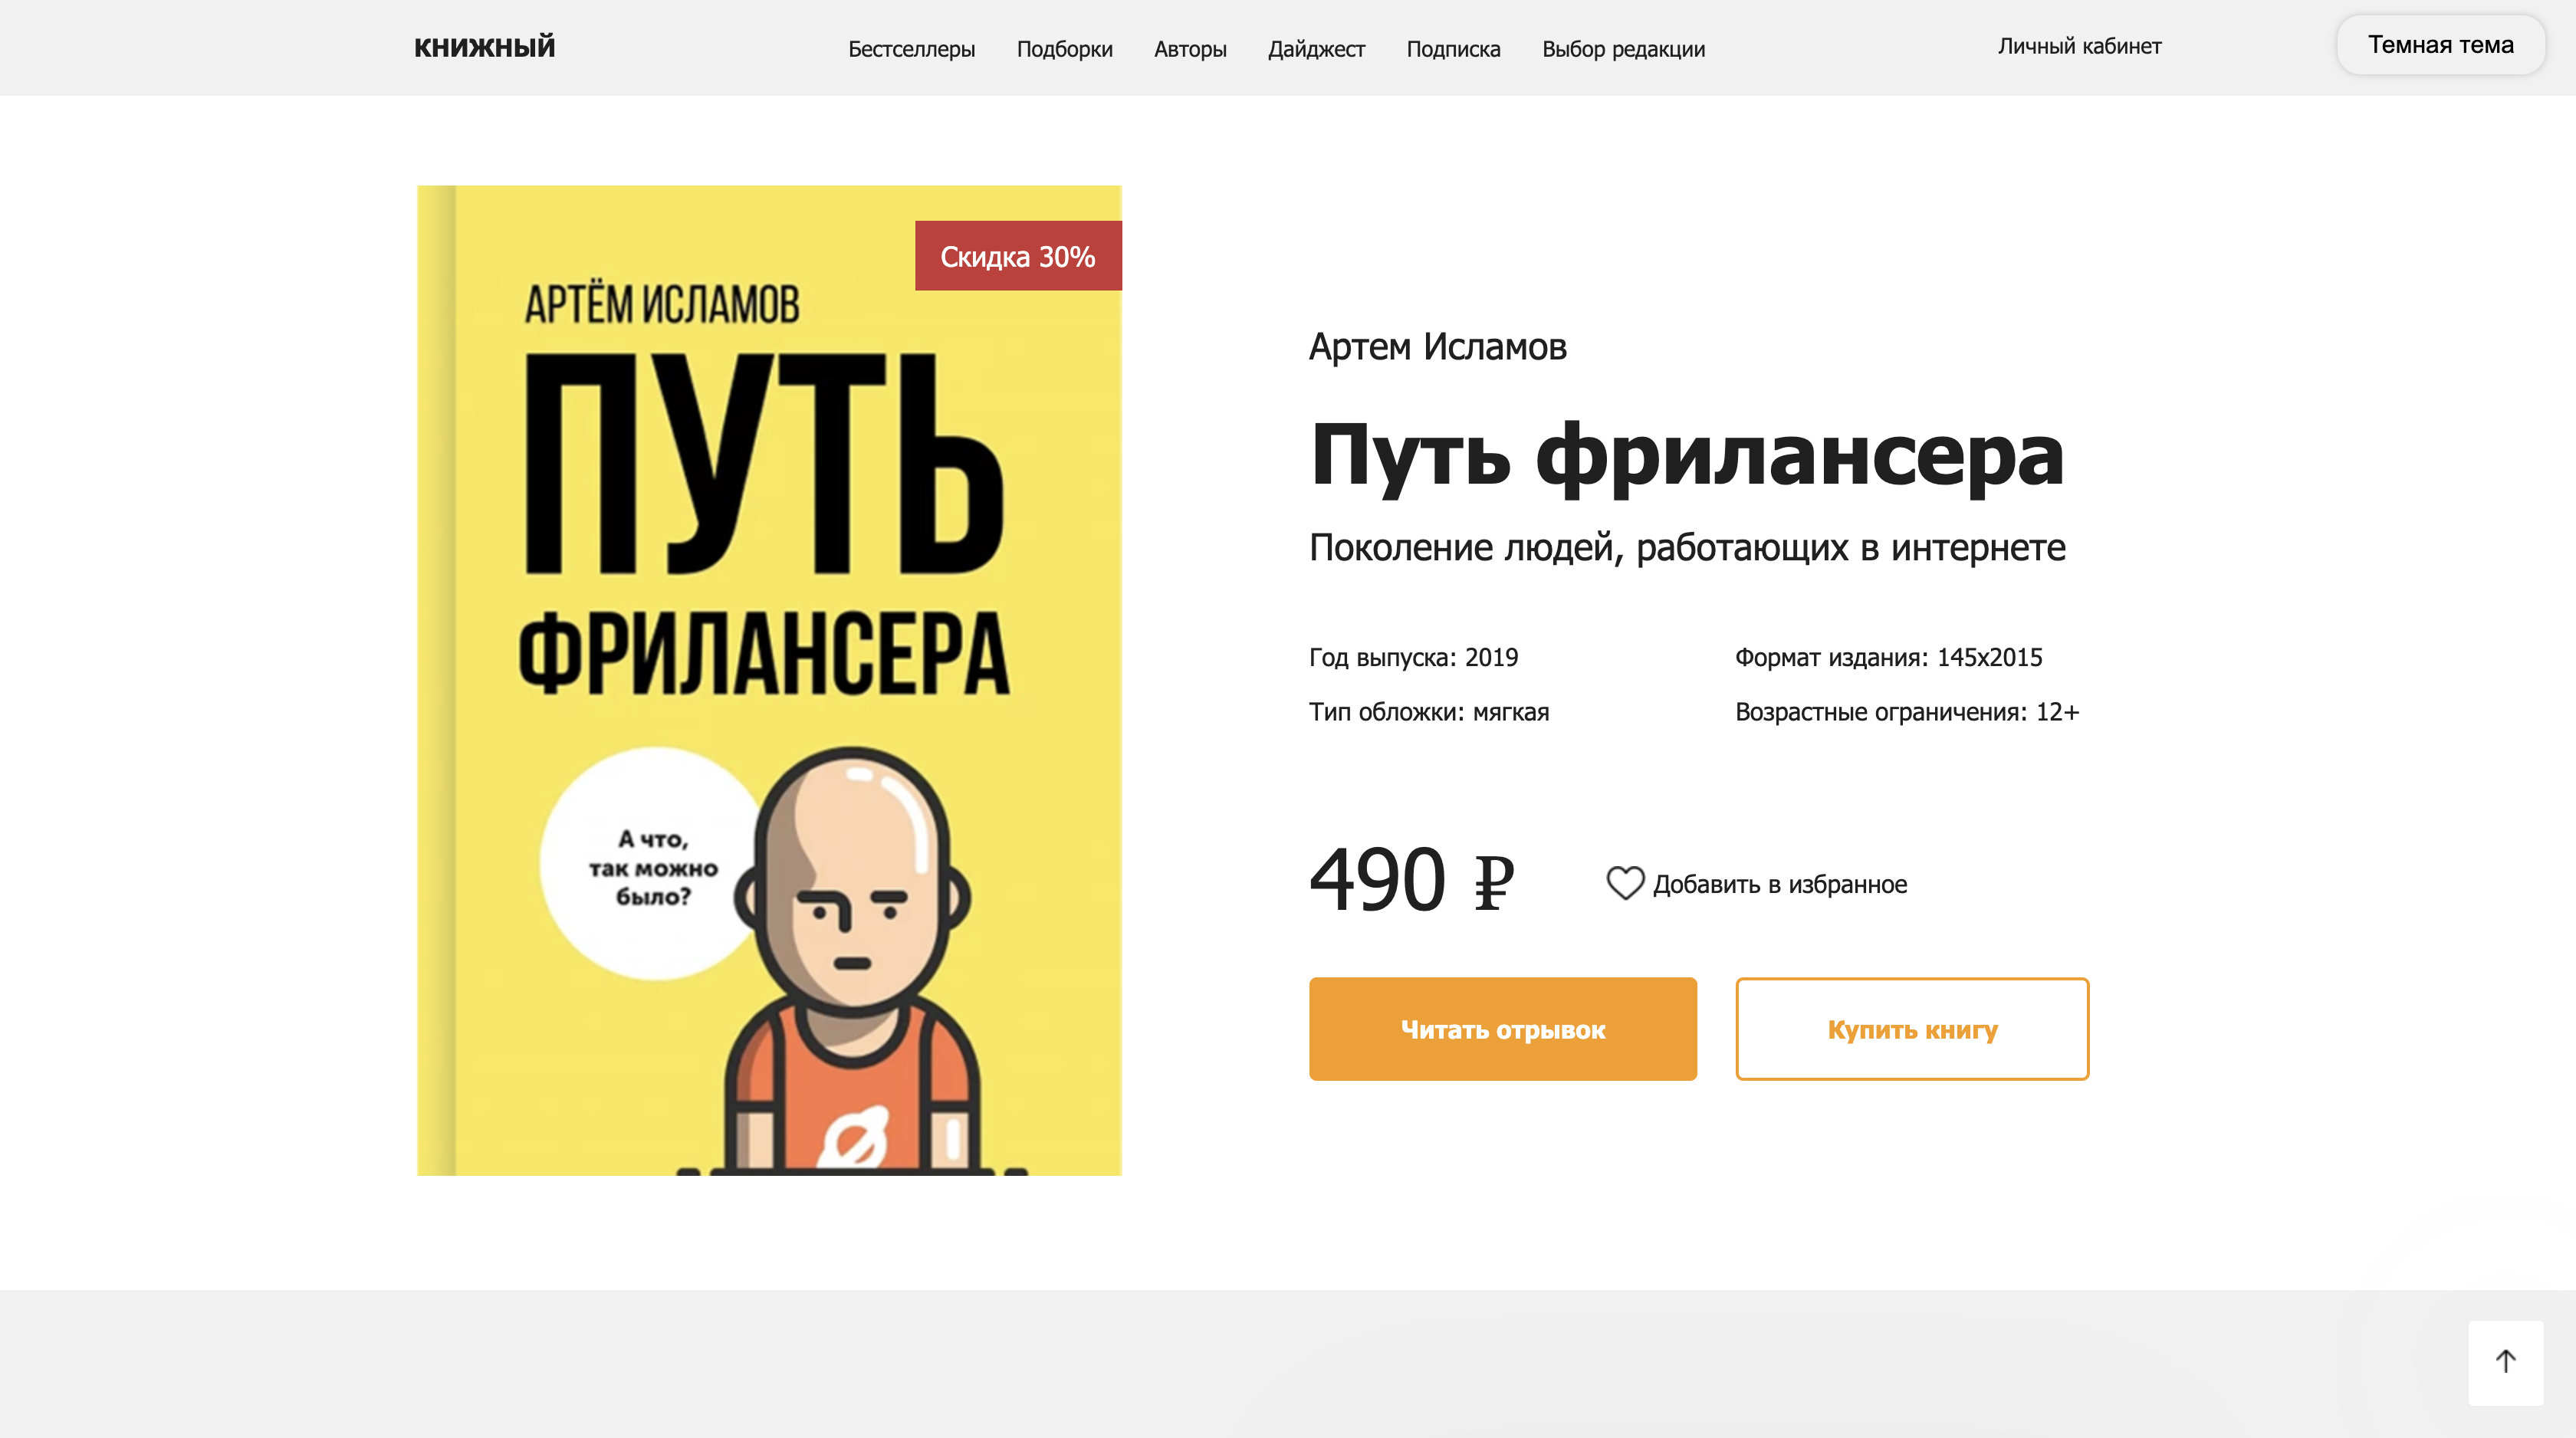 книжный
Бестселлеры Подборки Авторы Дайджест Подписка Выбор редакции
Личный кабинет
Темная тема
Скидка 30%
АРТЁМ ИСЛАМОВ
ПУТЬ
ФРИЛАНСЕРА
А что,
так можно
было?
Артем Исламов
Путь фрилансера
Поколение людей, работающих в интернете
Год выпуска: 2019
Формат издания: 145x2015
Тип обложки: мягкая
Возрастные ограничения: 12+
490 ₽
Добавить в избранное
Читать отрывок
Купить книгу